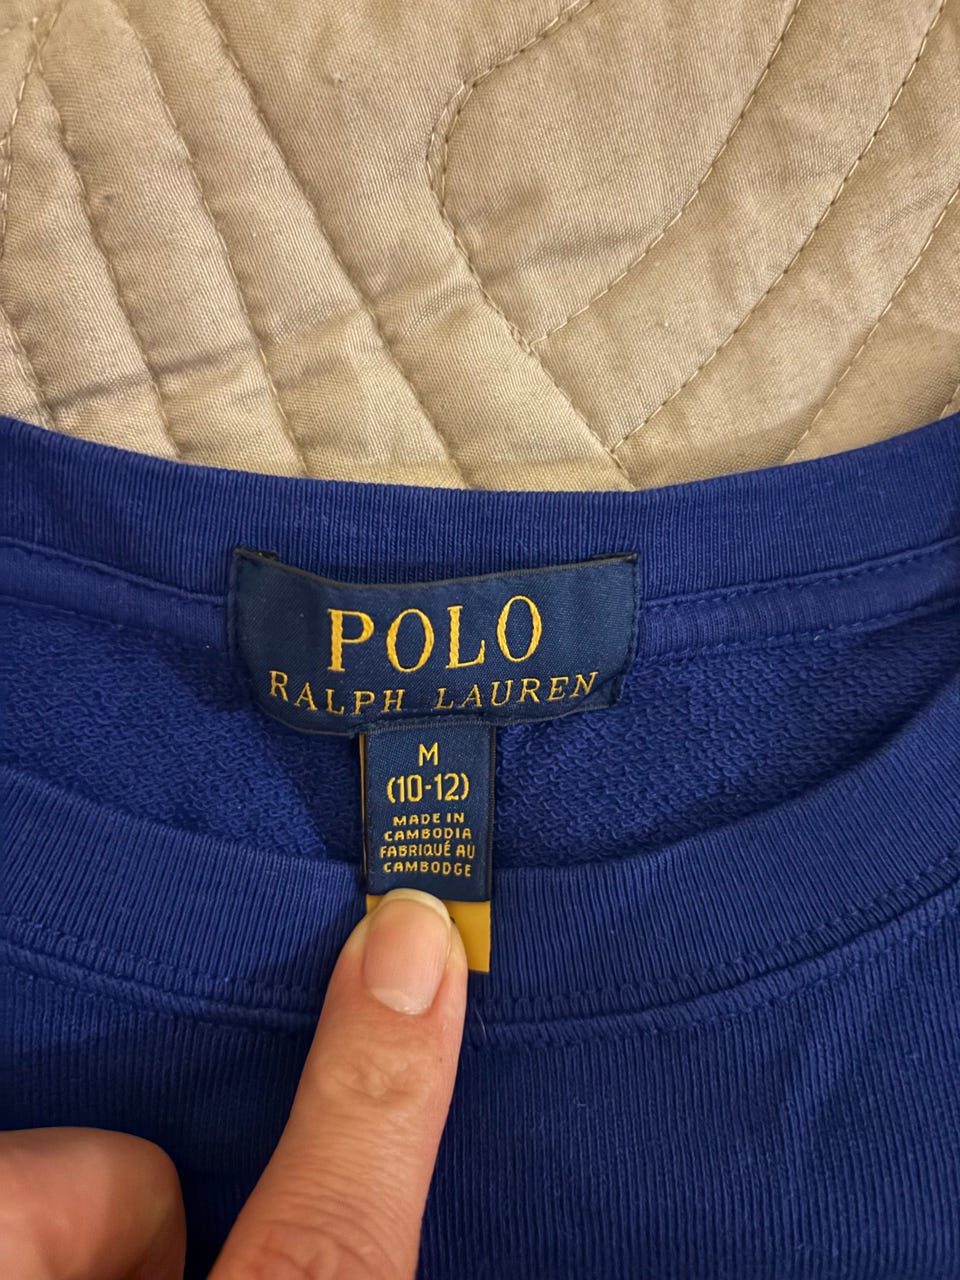 POLO
RALPH LAUREN
M
(10-12)
MADE IN
CAMBODIA
FABRIQUÉ AU
CAMBODGE